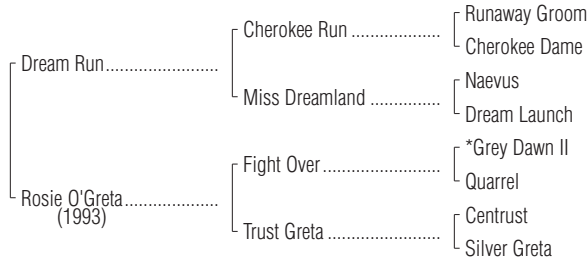 Runaway Groom
Cherokee Run ....................
Cherokee Dame
Dream Run.........................
Naevus
Miss Dreamland ................
Dream Launch
*Grey Dawn II
Fight Over..........................
Quarrel
Rosie O'Greta.....................
(1993)
Centrust
Trust Greta ........................
Silver Greta